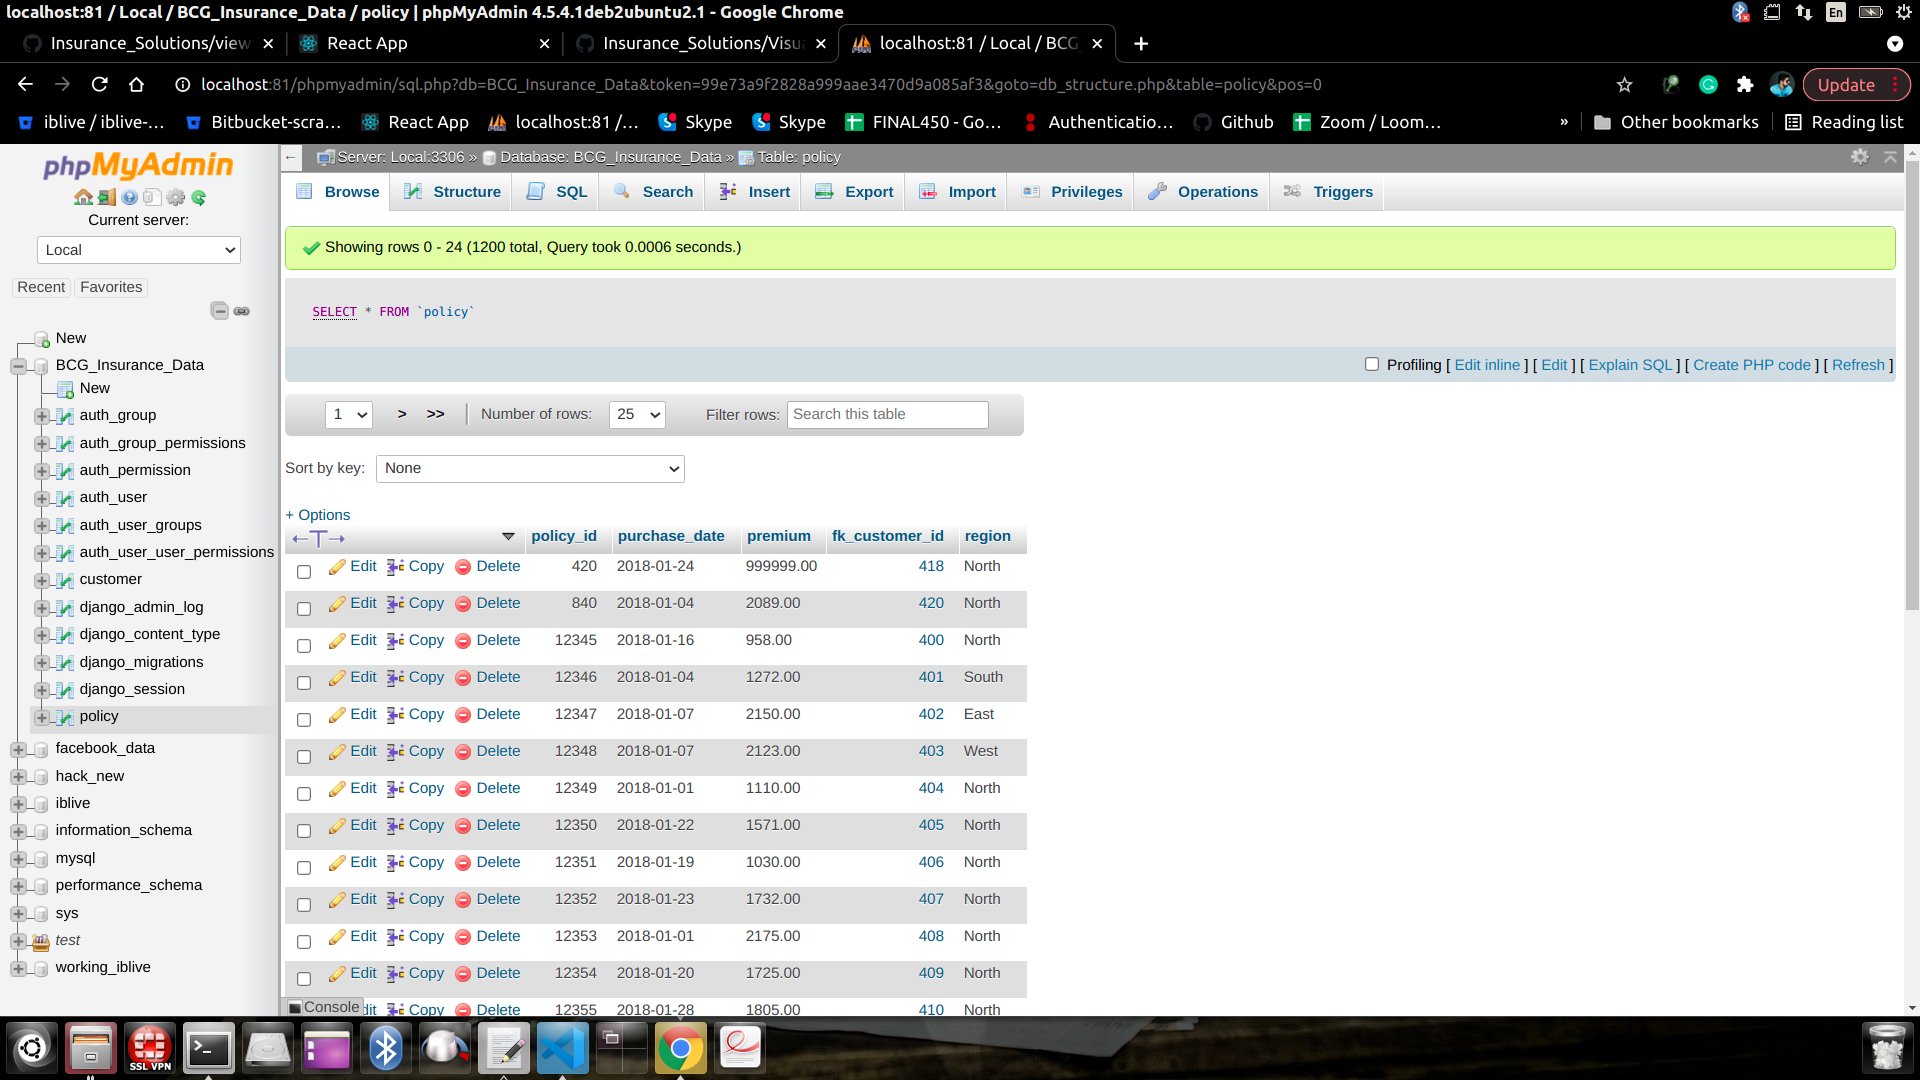 localhost:81 / Local / BCG_Insurance_Data / policy | phpMyAdmin 4.5.4.1deb2ubuntu2.1 - Google Chrome
En
Insurance_Solutions/view
React App
Insurance_Solutions/Visu
localhost:81 / Local / BCG_
localhost:81/phpmyadmin/sql.php?db=BCG_Insurance_Data&token=99e73a9f2828a999aae3470d9a085af3&goto=db_structure.php&table=policy&pos=0
Update
iblive / iblive-...
Bitbucket-scra...
React App
localhost:81 /...
Skype
Skype
FINAL450 - Go...
Authenticatio...
Github
Zoom / Loom...
»
Other bookmarks
Reading list
phpMyAdmin
Current server:
Local
Recent
Favorites
New
BCG_Insurance_Data
New
auth_group
auth_group_permissions
auth_permission
auth_user
auth_user_groups
auth_user_user_permissions
customer
django_admin_log
django_content_type
django_migrations
django_session
policy
facebook_data
hack_new
iblive
information_schema
mysql
performance_schema
sys
test
working_iblive
Server: Local:3306 » Database: BCG_Insurance_Data » Table: policy
Browse
Structure
SQL
Search
Insert
Export
Import
Privileges
Operations
Triggers
Showing rows 0 - 24 (1200 total, Query took 0.0006 seconds.)
SELECT * FROM `policy`
Profiling [ Edit inline ] [ Edit ] [ Explain SQL ] [ Create PHP code ] [ Refresh ]
1 > >> | Number of rows: 25 Filter rows: Search this table
Sort by key: None
+ Options
←T→ policy_id purchase_date premium fk_customer_id region
Edit Copy Delete 420 2018-01-24 999999.00 418 North
Edit Copy Delete 840 2018-01-04 2089.00 420 North
Edit Copy Delete 12345 2018-01-16 958.00 400 North
Edit Copy Delete 12346 2018-01-04 1272.00 401 South
Edit Copy Delete 12347 2018-01-07 2150.00 402 East
Edit Copy Delete 12348 2018-01-07 2123.00 403 West
Edit Copy Delete 12349 2018-01-01 1110.00 404 North
Edit Copy Delete 12350 2018-01-22 1571.00 405 North
Edit Copy Delete 12351 2018-01-19 1030.00 406 North
Edit Copy Delete 12352 2018-01-23 1732.00 407 North
Edit Copy Delete 12353 2018-01-01 2175.00 408 North
Edit Copy Delete 12354 2018-01-20 1725.00 409 North
dit Copy Delete 12355 2018-01-28 1805.00 410 North
Console
SSL VPN